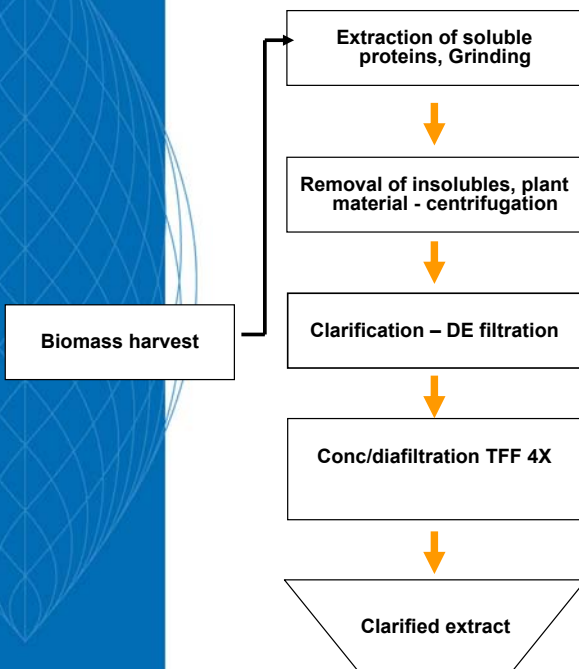 Extraction of soluble
proteins, Grinding
Removal of insolubles, plant
material - centrifugation
Biomass harvest
Clarification – DE filtration
Conc/diafiltration TFF 4X
Clarified extract